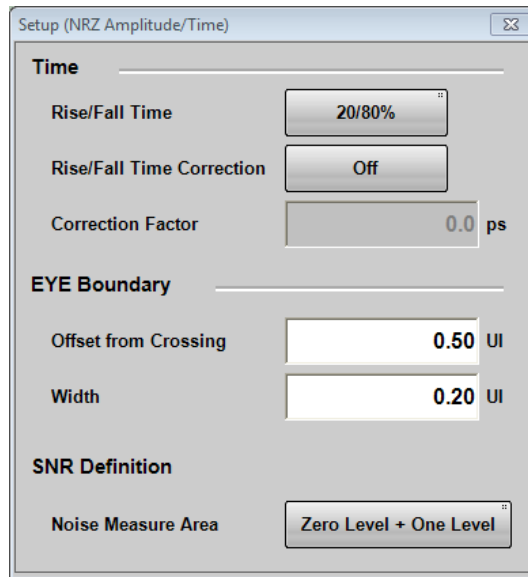 Setup (NRZ Amplitude/Time)
Time
Rise/Fall Time 20/80%
Rise/Fall Time Correction Off
Correction Factor 0.0 ps
EYE Boundary
Offset from Crossing 0.50 UI
Width 0.20 UI
SNR Definition
Noise Measure Area Zero Level + One Level